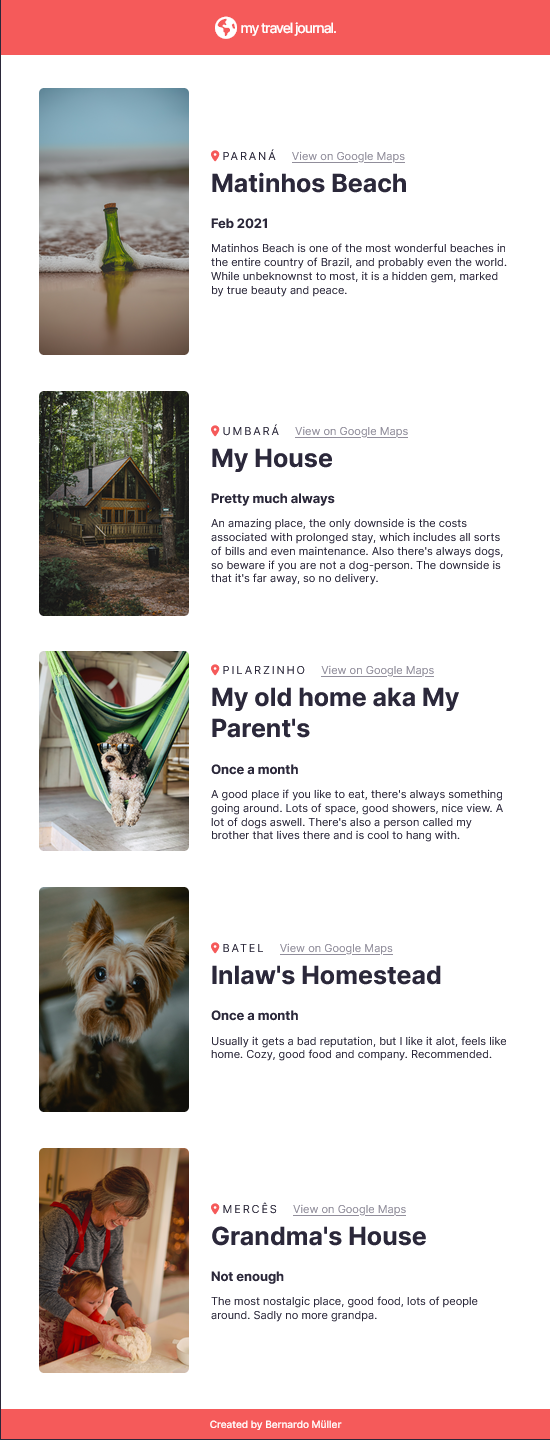 my travel journal.
PARANÁ View on Google Maps
Matinhos Beach
Feb 2021
Matinhos Beach is one of the most wonderful beaches in
the entire country of Brazil, and probably even the world.
While unbeknownst to most, it is a hidden gem, marked
by true beauty and peace.
UMBARÁ View on Google Maps
My House
Pretty much always
An amazing place, the only downside is the costs
associated with prolonged stay, which includes all sorts
of bills and even maintenance. Also there's always dogs,
so beware if you are not a dog-person. The downside is
that it's far away, so no delivery.
PILARZINHO View on Google Maps
My old home aka My
Parent's
Once a month
A good place if you like to eat, there's always something
going around. Lots of space, good showers, nice view. A
lot of dogs aswell. There's also a person called my
brother that lives there and is cool to hang with.
BATEL View on Google Maps
Inlaw's Homestead
Once a month
Usually it gets a bad reputation, but I like it alot, feels like
home. Cozy, good food and company. Recommended.
MERCÊS View on Google Maps
Grandma's House
Not enough
The most nostalgic place, good food, lots of people
around. Sadly no more grandpa.
Created by Bernardo Müller